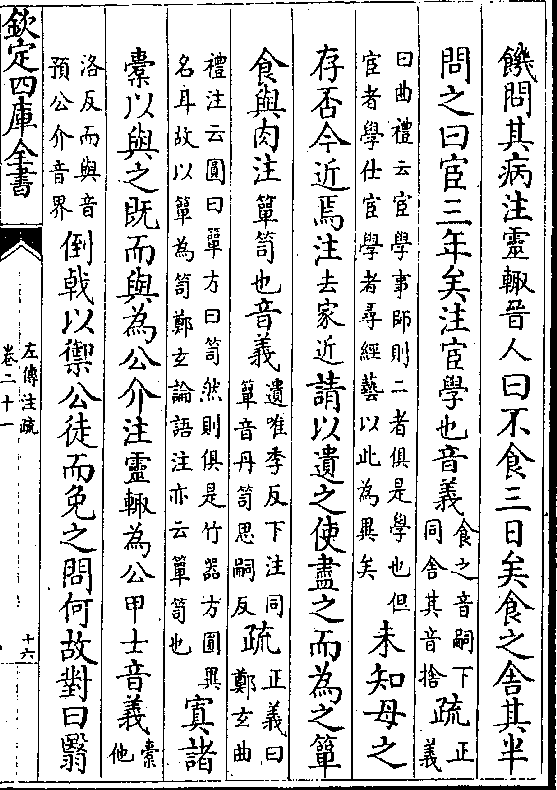 饑問其病注靈輒晉人曰不食三日矣食之舍其半
問之曰宦三年矣注宦學也音義
食之音嗣下
同舍其音捨
疏
正
義
曰曲禮云宦學事師則二者俱是學也但
宦者學仕宦學者尋經藝以此為異矣
未知母之
存否今近焉注去家近請以遺之使盡之而為之簞
食與肉注簞笥也音義
遺唯季反下注同
簞音丹笥思嗣反
疏
正義曰
鄭玄曲
禮注云圓曰簞方曰笥然則俱是竹器方圓異
名耳故以簞為笥鄭玄論語注亦云簞笥也
寘諸
橐以與之既而與為公介注靈輒為公甲士音義
橐
他
洛反而與音
預公介音界
倒戟以禦公徒而免之問何故對曰翳
欽定四庫全書
左傳注疏
卷二十一
十六